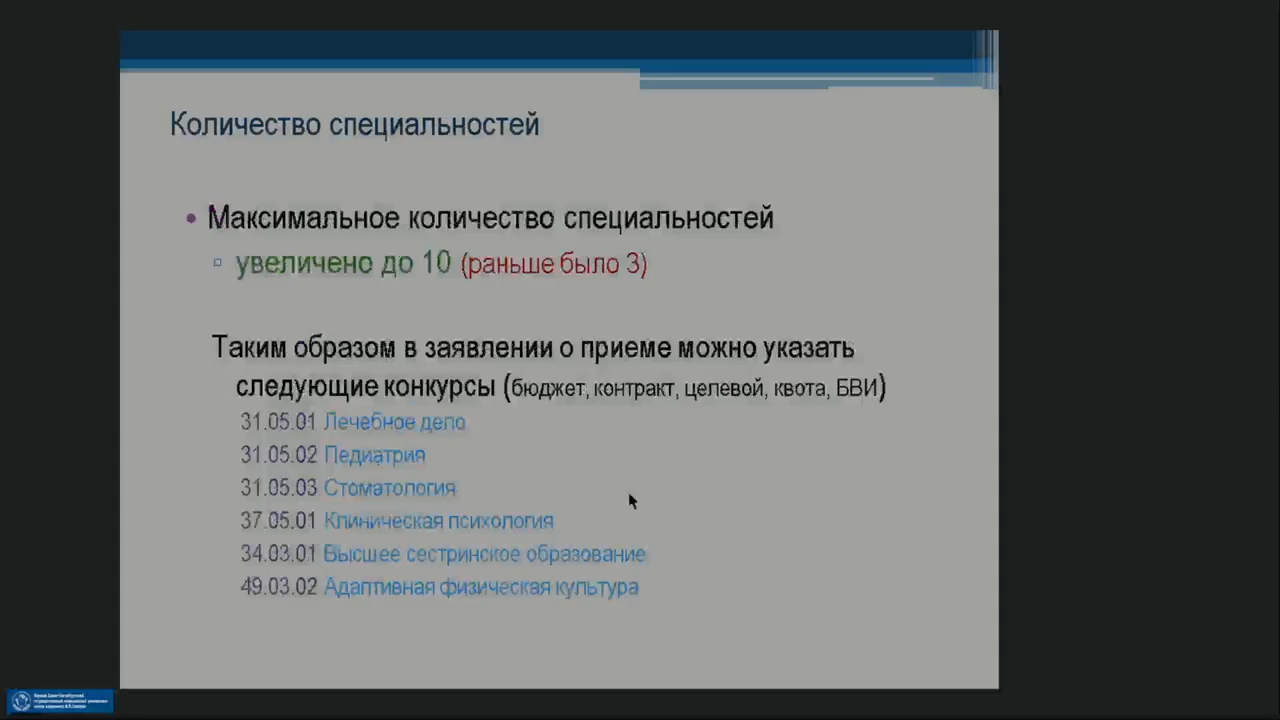 Количество специальностей
• Максимальное количество специальностей
▫ увеличено до 10 (раньше было 3)
Таким образом в заявлении о приеме можно указать
следующие конкурсы (бюджет, контракт, целевой, квота, БВИ)
31.05.01 Лечебное дело
31.05.02 Педиатрия
31.05.03 Стоматология
37.05.01 Клиническая психология
34.03.01 Высшее сестринское образование
49.03.02 Адаптивная физическая культура